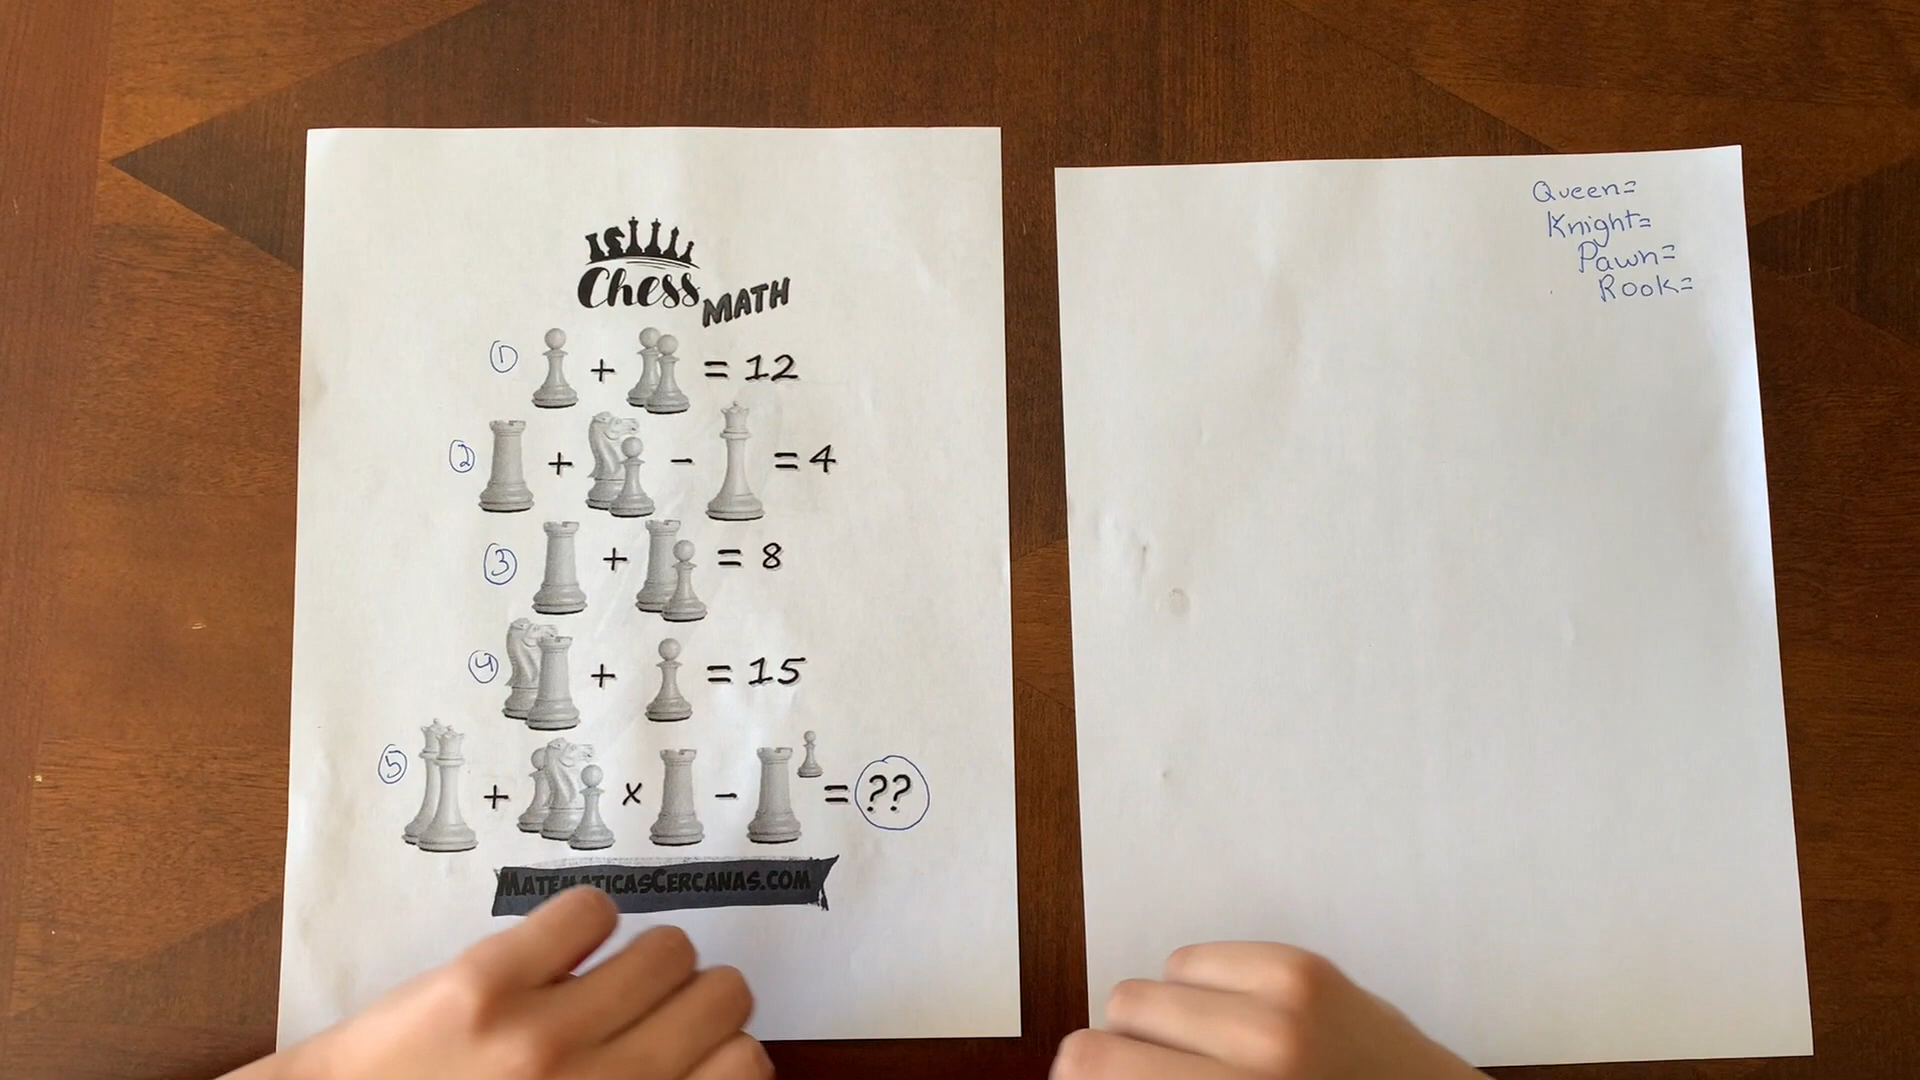 Chess MATH
① + = 12
② + - = 4
③ + = 8
④ + = 15
⑤ + x - = ??
MATEMATICASCERCANAS.COM
Queen=
Knight=
Pawn=
Rook=